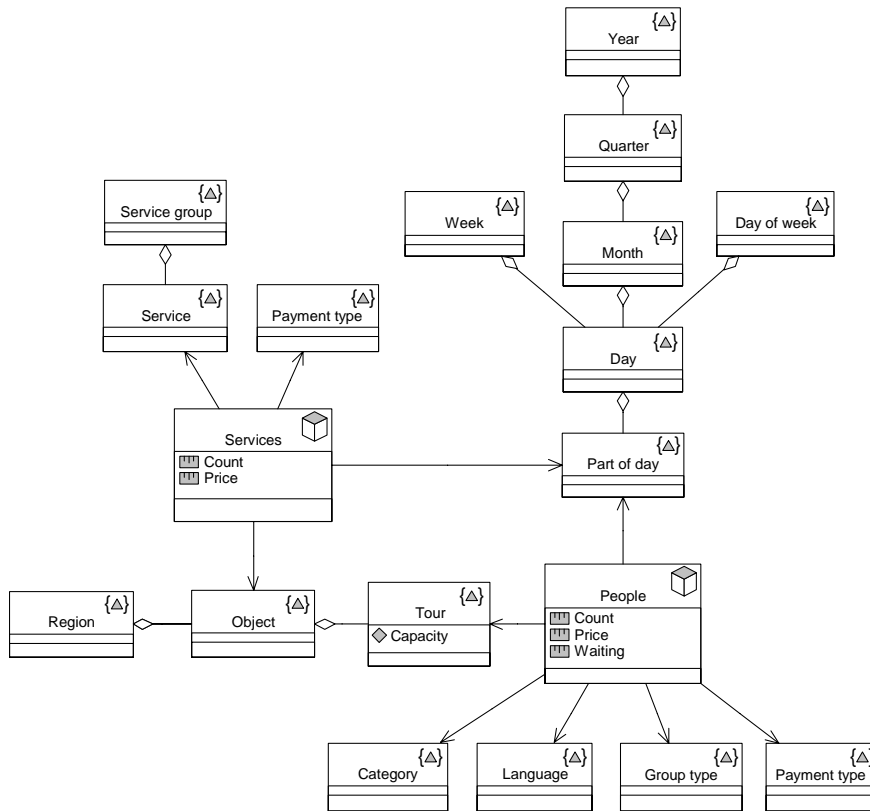 Year
Quarter
Service group
Week
Day of week
Month
Service
Payment type
Day
Services
Count
Price
Part of day
People
Count
Price
Waiting
Region
Object
Tour
Capacity
Category
Language
Group type
Payment type